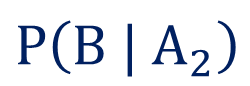 P(B | A₂)